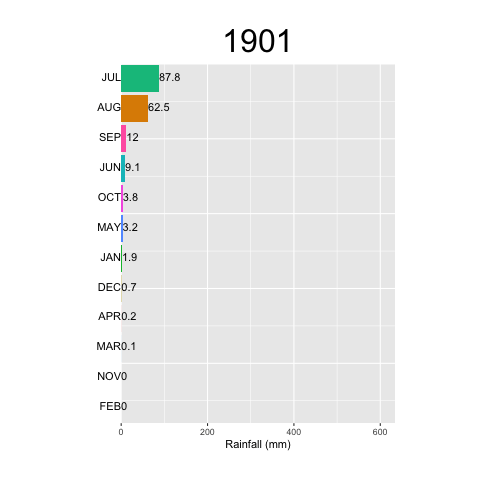 1901
JUL 87.8
AUG 62.5
SEP 12
JUN 9.1
OCT 3.8
MAY 3.2
JAN 1.9
DEC 0.7
APR 0.2
MAR 0.1
NOV 0
FEB 0
0 200 400 600
Rainfall (mm)